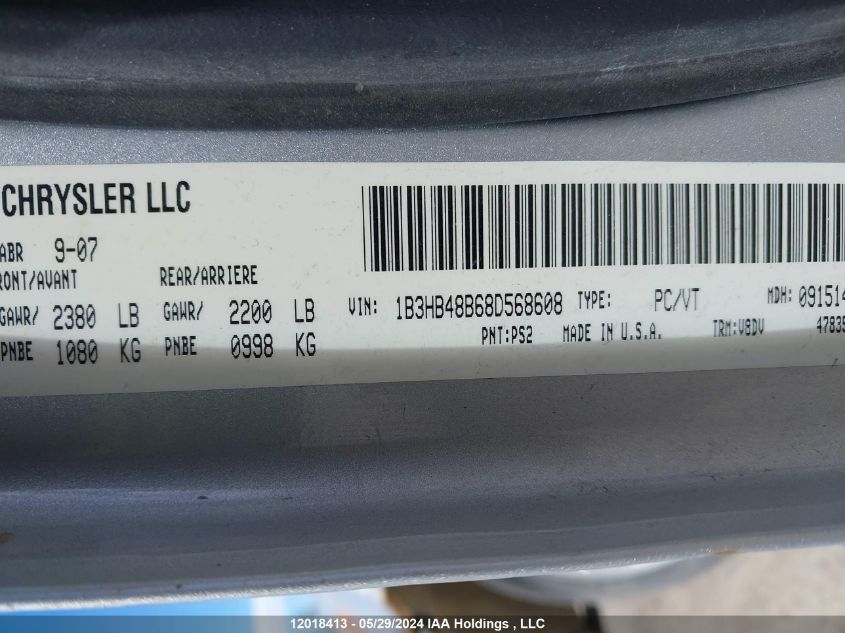 CHRYSLER LLC
ABR 9-07
RONT/AVANT REAR/ARRIERE
GAWR/ 2380 LB GAWR/ 2200 LB
PNBE 1080 KG PNBE 0998 KG
VIN: 1B3HB48B68D568608 TYPE: PC/VT MDH: 091514
PNT:PS2 MADE IN U.S.A. TRM:V8DV 47835
12018413 - 05/29/2024 IAA Holdings , LLC